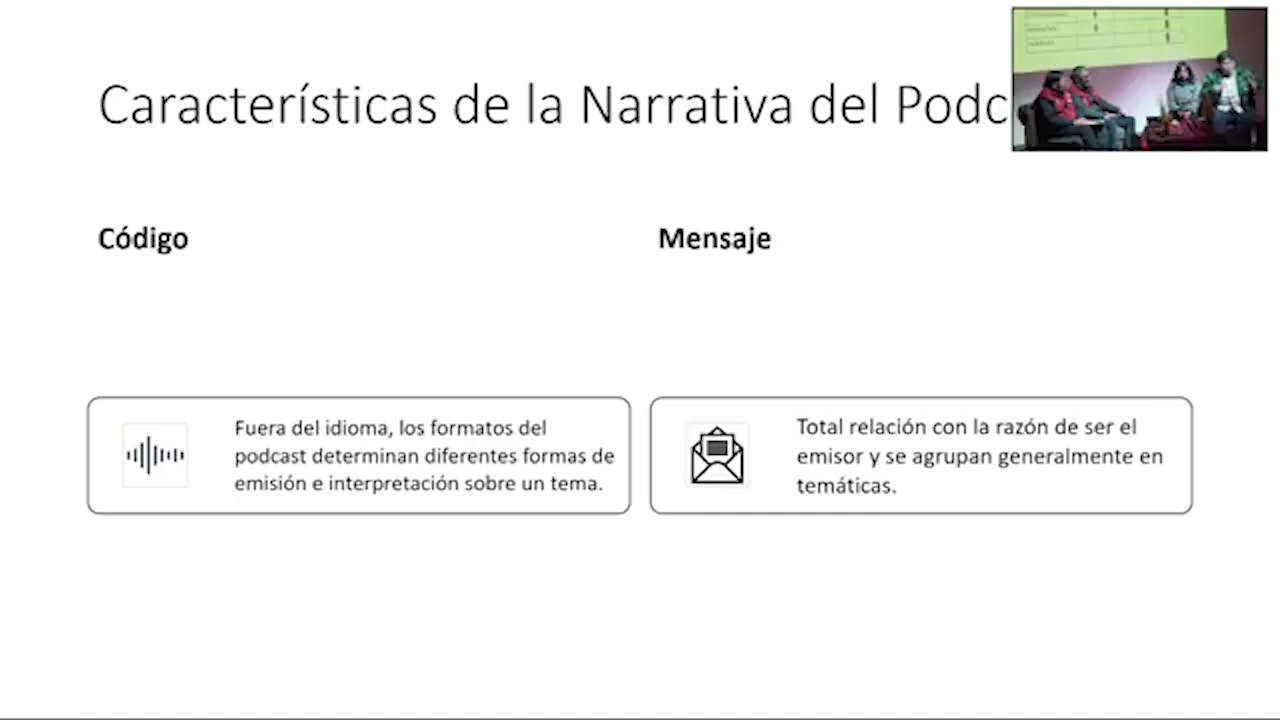 Características de la Narrativa del Podc
Código
Mensaje
Fuera del idioma, los formatos del
podcast determinan diferentes formas de
emisión e interpretación sobre un tema.
Total relación con la razón de ser el
emisor y se agrupan generalmente en
temáticas.